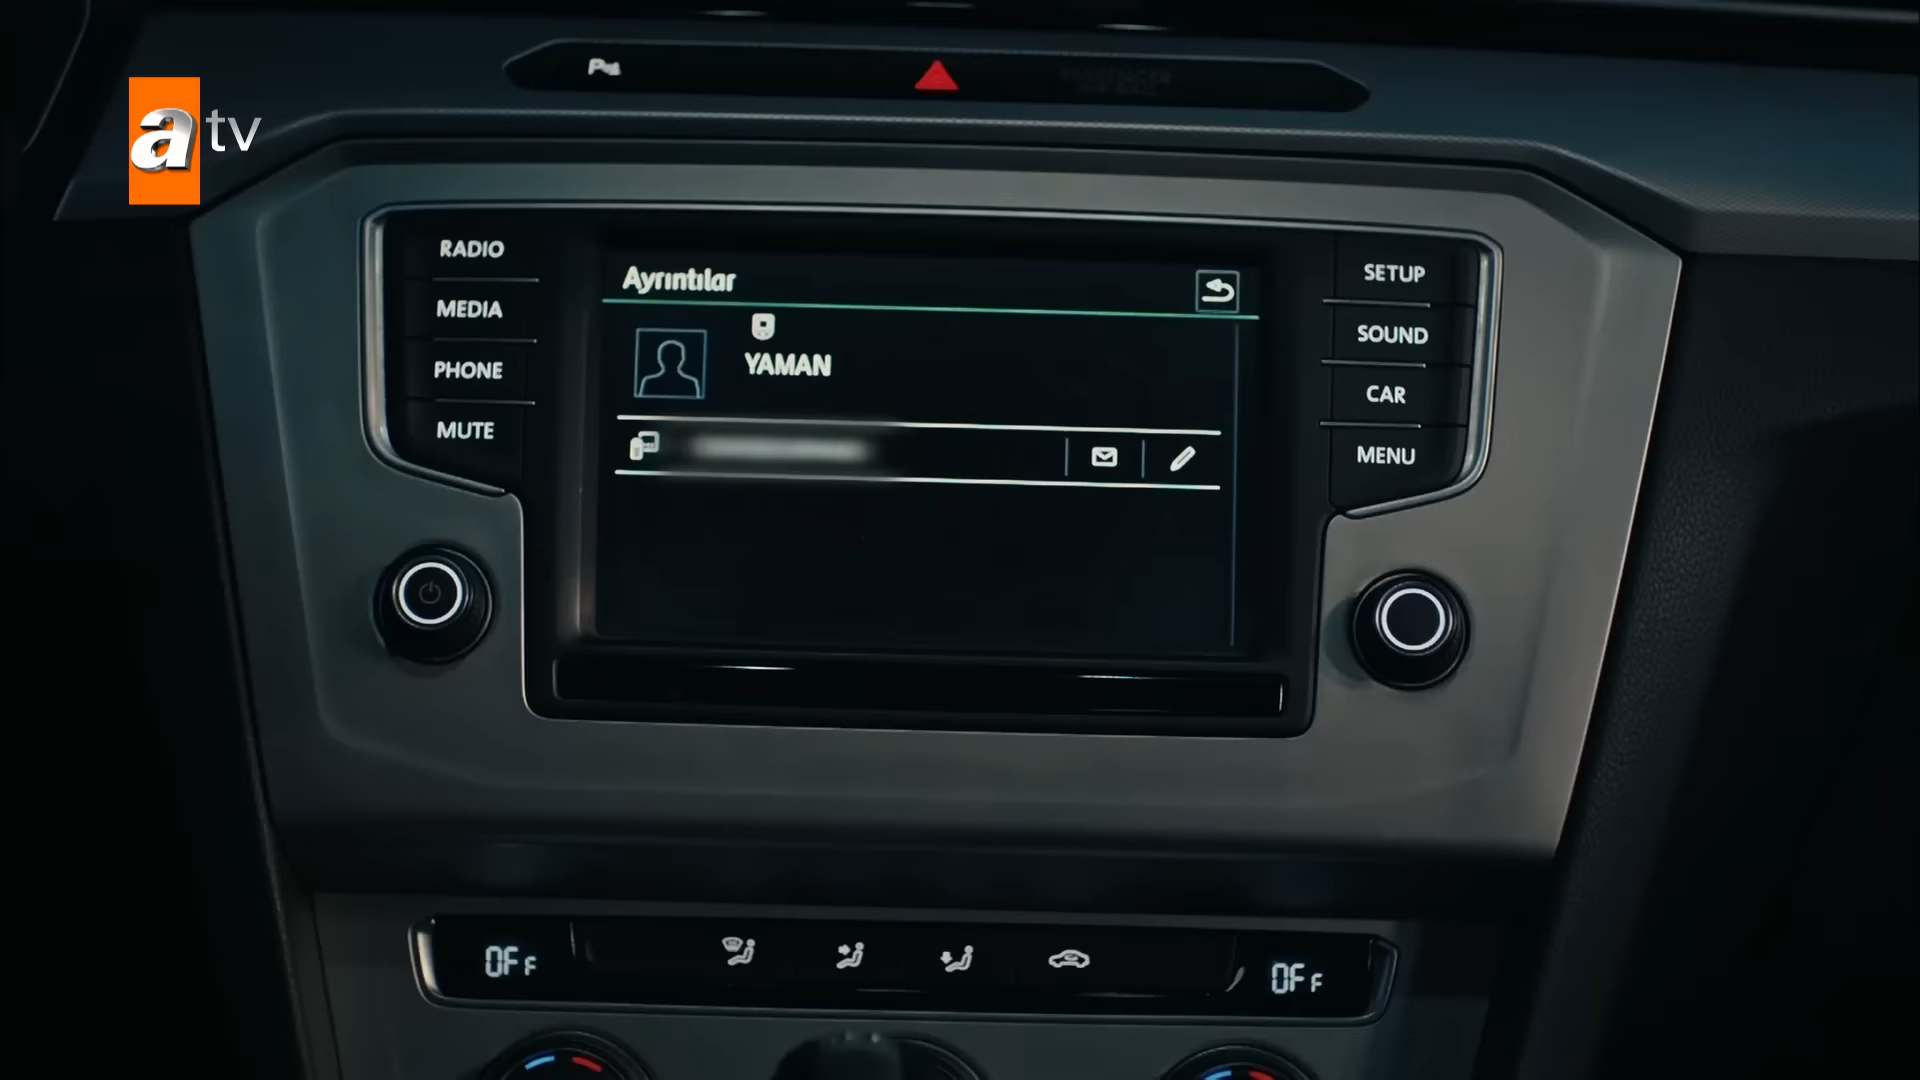 atv
RADIO
MEDIA
PHONE
MUTE
Ayrıntılar
YAMAN
SETUP
SOUND
CAR
MENU
OFF
OFF